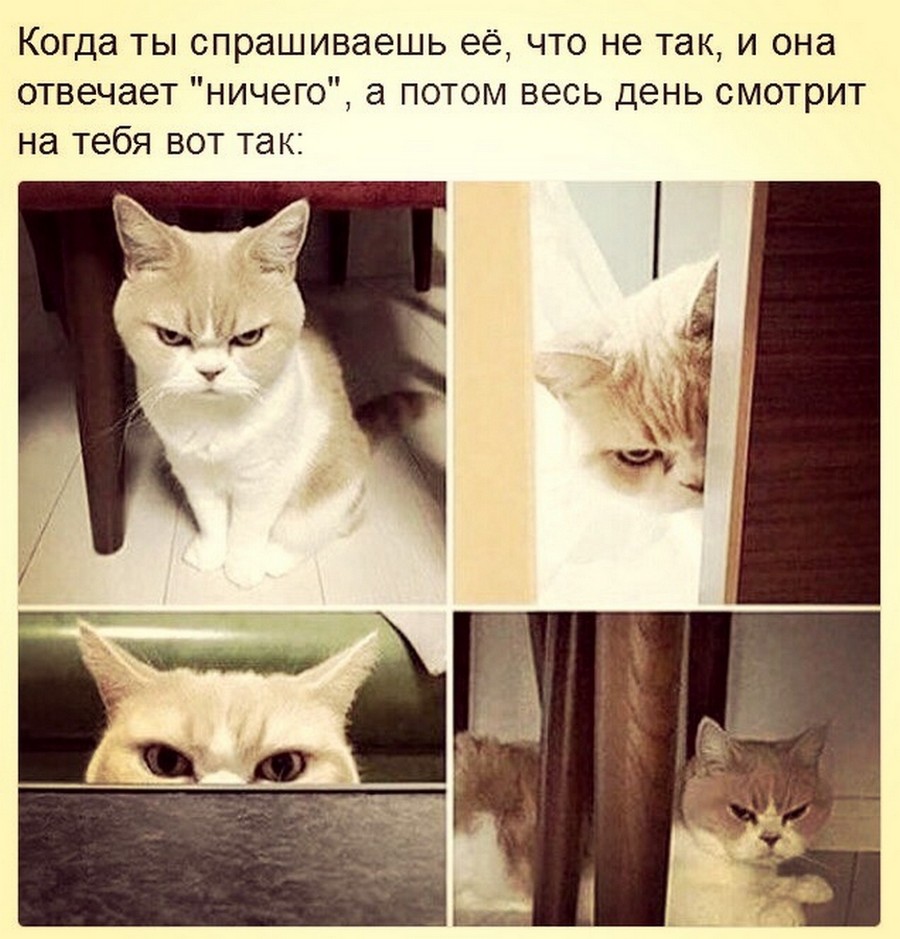 Когда ты спрашиваешь её, что не так, и она
отвечает "ничего", а потом весь день смотрит
на тебя вот так: